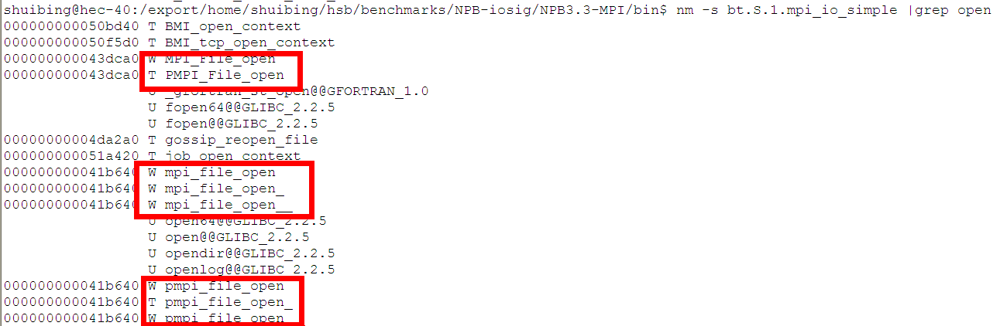 shuibing@hec-40:/export/home/shuibing/hsb/benchmarks/NPB-iosig/NPB3.3-MPI/bin$ nm -s bt.S.1.mpi_io_simple |grep open
000000000050bd40 T BMI_open_context
000000000050f5d0 T BMI_tcp_open_context
000000000043dca0 W MPI_File_open
000000000043dca0 T PMPI_File_open
U _gfortran_st_open@@GFORTRAN_1.0
U fopen64@@GLIBC_2.2.5
U fopen@@GLIBC_2.2.5
00000000004da2a0 T gossip_reopen_file
000000000051a420 T job_open_context
000000000041b640 W mpi_file_open
000000000041b640 W mpi_file_open_
000000000041b640 W mpi_file_open__
U open64@@GLIBC_2.2.5
U open@@GLIBC_2.2.5
U opendir@@GLIBC_2.2.5
U openlog@@GLIBC_2.2.5
000000000041b640 W pmpi_file_open
000000000041b640 T pmpi_file_open_
000000000041b640 W pmpi_file_open